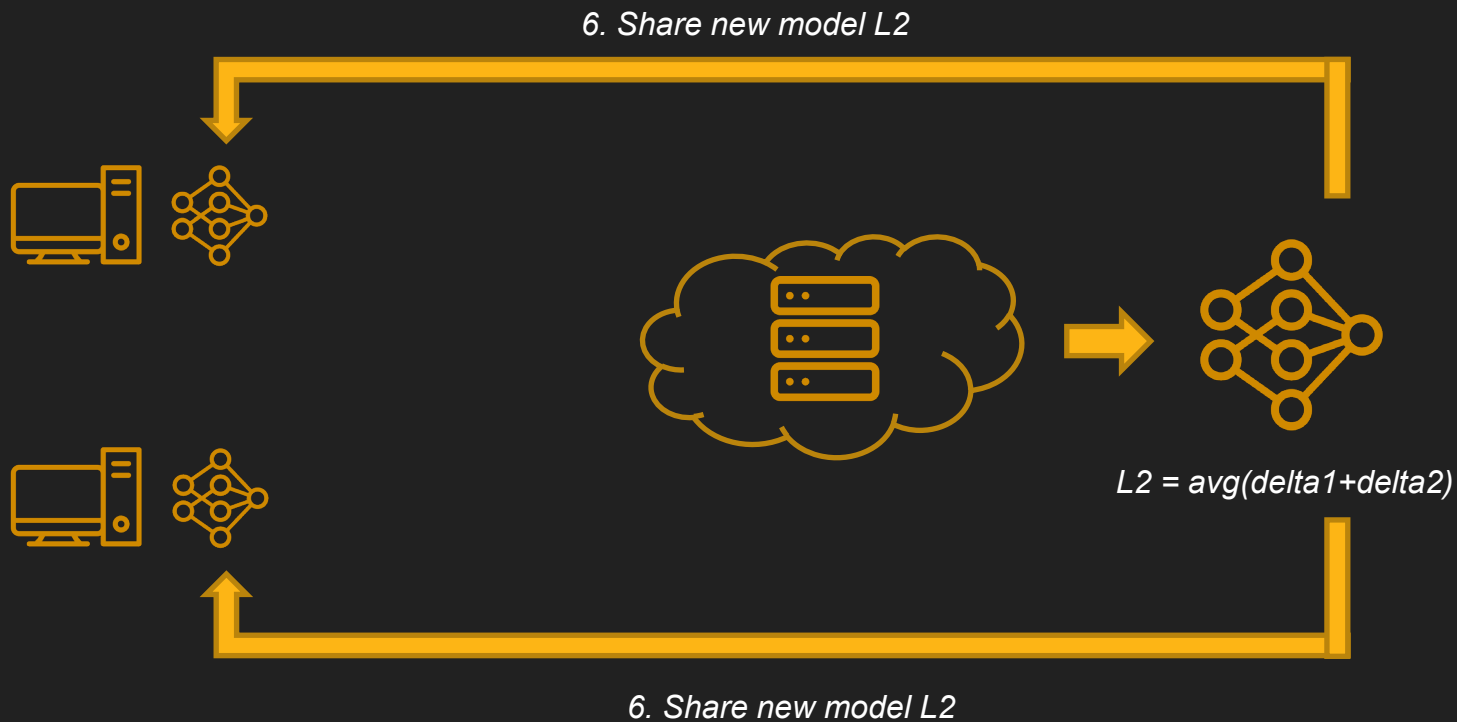 6. Share new model L2
L2 = avg(delta1+delta2)
6. Share new model L2